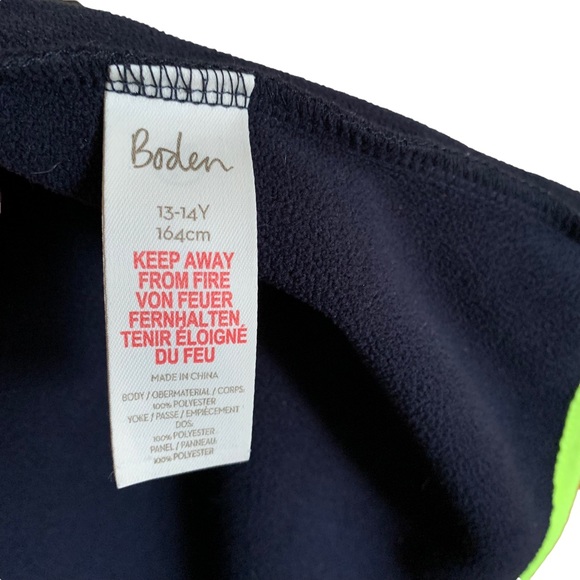 Boden
13-14Y
164cm
KEEP AWAY
FROM FIRE
VON FEUER
FERNHALTEN
TENIR ÉLOIGNÉ
DU FEU
MADE IN CHINA
BODY / OBERMATERIAL / CORPS:
100% POLYESTER
YOKE / PASSE / EMPIÈCEMENT
DOS:
100% POLYESTER
PANEL / PANNEAU:
100% POLYESTER